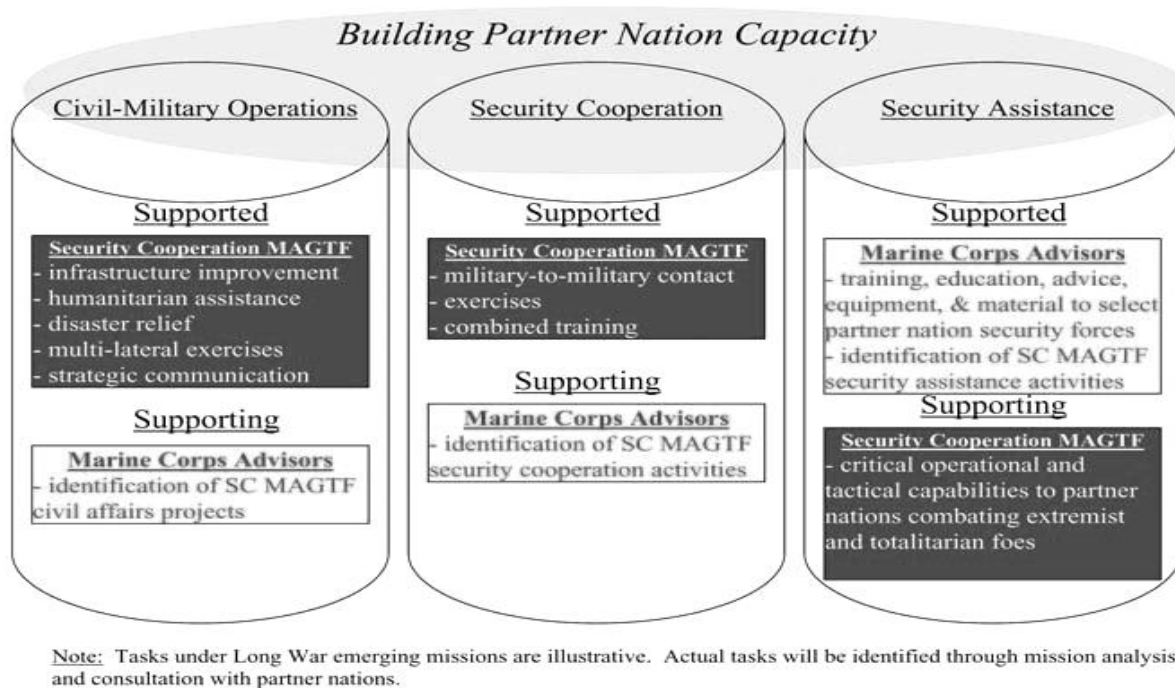 Building Partner Nation Capacity
Civil-Military Operations
Supported
Security Cooperation MAGTF
- infrastructure improvement
- humanitarian assistance
- disaster relief
- multi-lateral exercises
- strategic communication
Supporting
Marine Corps Advisors
- identification of SC MAGTF
civil affairs projects
Security Cooperation
Supported
Security Cooperation MAGTF
- military-to-military contact
- exercises
- combined training
Supporting
Marine Corps Advisors
- identification of SC MAGTF
security cooperation activities
Security Assistance
Supported
Marine Corps Advisors
- training, education, advice,
equipment, & material to select
partner nation security forces
- identification of SC MAGTF
security assistance activities
Supporting
Security Cooperation MAGTF
- critical operational and
tactical capabilities to partner
nations combating extremist
and totalitarian foes
Note: Tasks under Long War emerging missions are illustrative. Actual tasks will be identified through mission analysis
and consultation with partner nations.